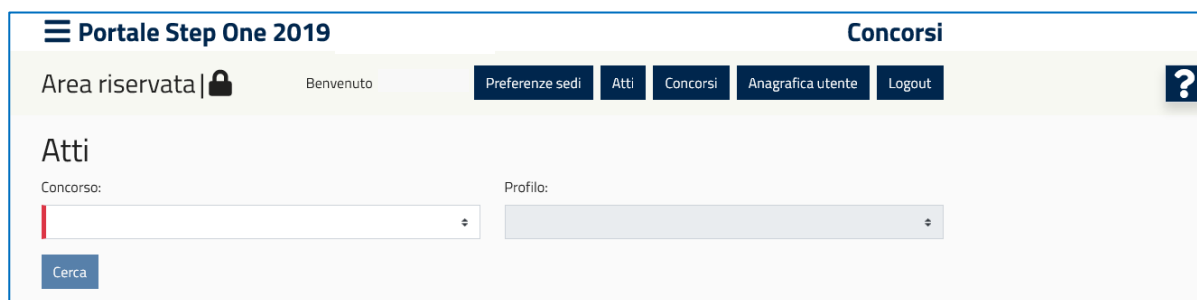 Portale Step One 2019 Concorsi
Area riservata| Benvenuto Preferenze sedi Atti Concorsi Anagrafica utente Logout ?
Atti
Concorso: Profilo:
Cerca